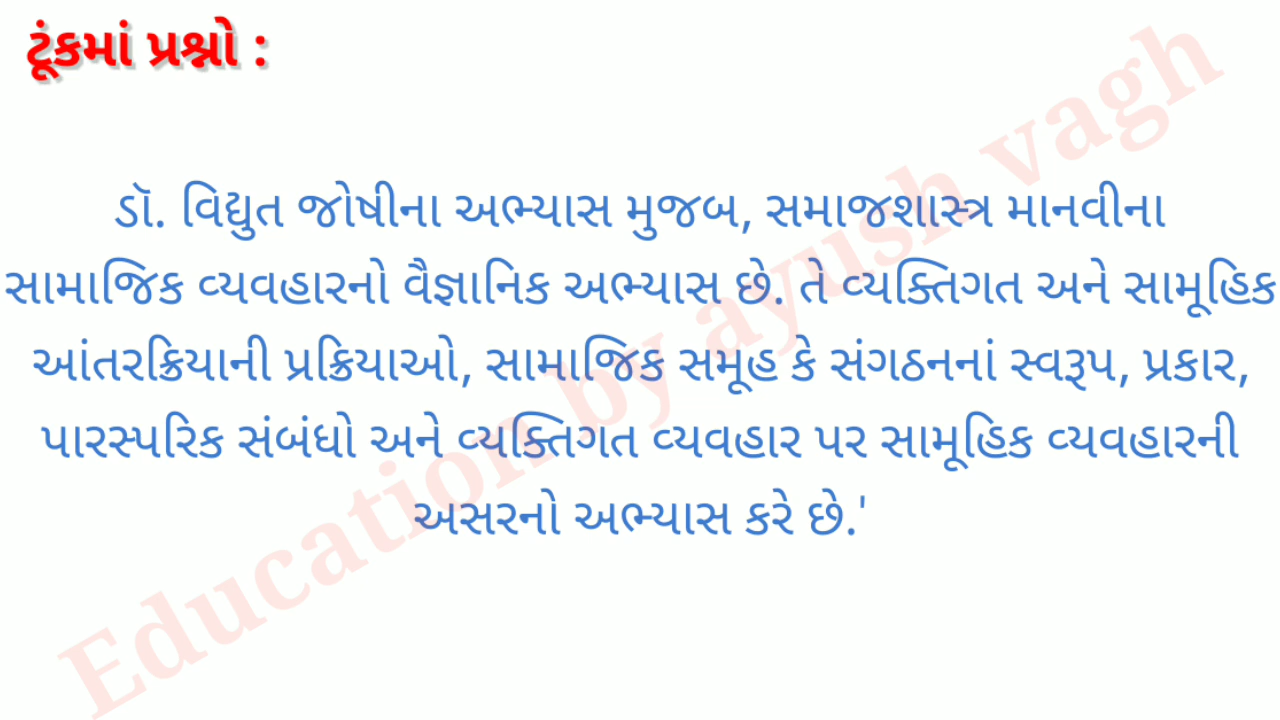 ટૂંકમાં પ્રશ્નો :
ડૉ. વિદ્યુત જોષીના અભ્યાસ મુજબ, સમાજશાસ્ત્ર માનવીના
સામાજિક વ્યવહારનો વૈજ્ઞાનિક અભ્યાસ છે. તે વ્યક્તિગત અને સામૂહિક
આંતરક્રિયાની પ્રક્રિયાઓ, સામાજિક સમૂહ કે સંગઠનનાં સ્વરૂપ, પ્રકાર,
પારસ્પરિક સંબંધો અને વ્યક્તિગત વ્યવહાર પર સામૂહિક વ્યવહારની
અસરનો અભ્યાસ કરે છે.'
Education by ayush vagh